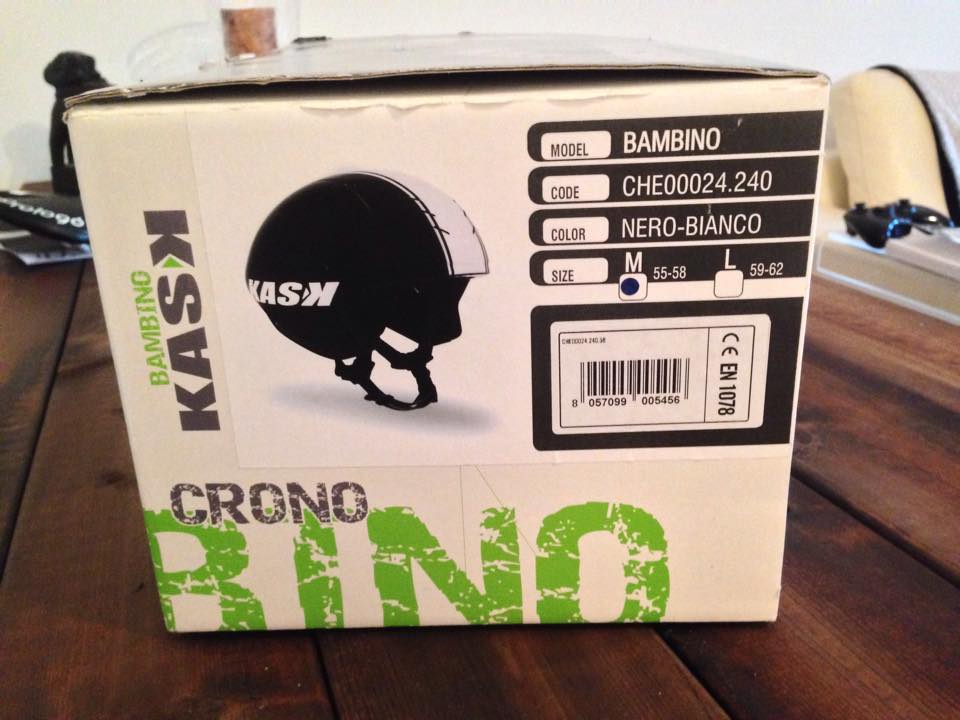 BAMBINO
KASK
KASK
MODEL BAMBINO
CODE CHE00024.240
COLOR NERO-BIANCO
SIZE M 55-58 L 59-62
CHE00024.240.58
8 057099 005456
CE EN 1078
CRONO
BINO